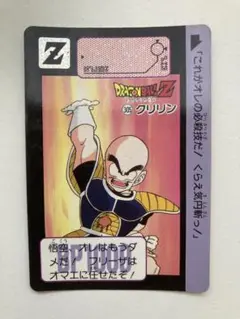 Z
DRAGONBALL Z
クリリン
「これがオレの必殺技だ!くらえ気円斬っ!」
悟空、オレはもうダ
メだ!フリーザは
オマエに任せたぞ!